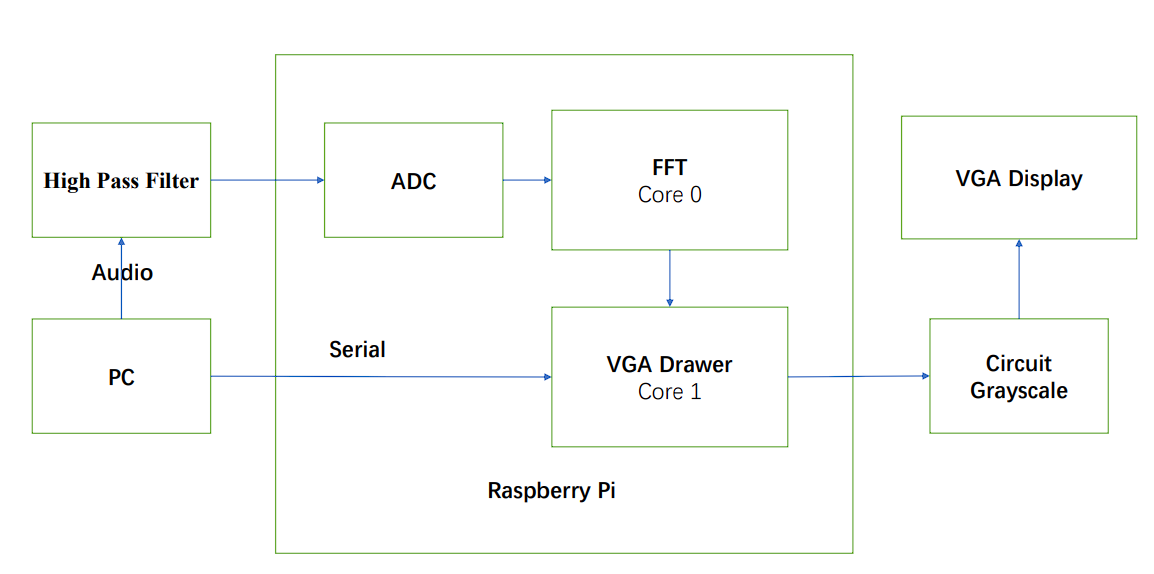 High Pass Filter
ADC
FFT
Core 0
VGA Display
Audio
PC
Serial
VGA Drawer
Core 1
Circuit
Grayscale
Raspberry Pi